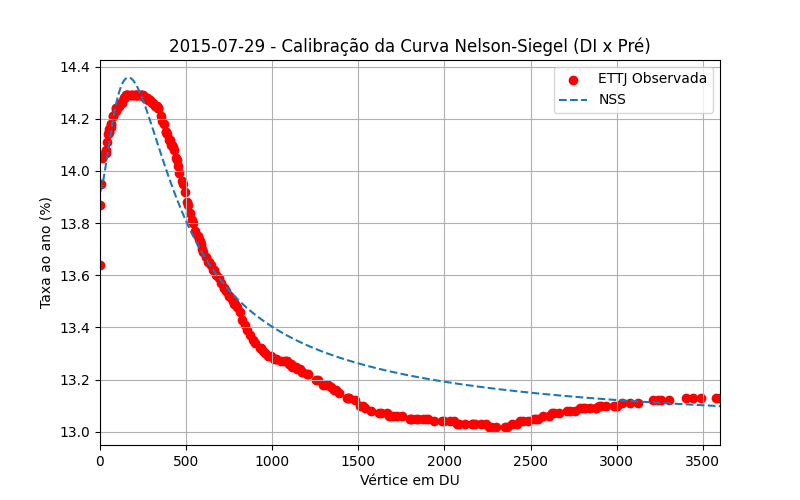 2015-07-29 - Calibração da Curva Nelson-Siegel (DI x Pré)
ETTJ Observada
NSS
Taxa ao ano (%)
14.4
14.2
14.0
13.8
13.6
13.4
13.2
13.0
0 500 1000 1500 2000 2500 3000 3500
Vértice em DU